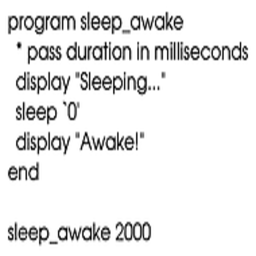 program sleep_awake
* pass duration in milliseconds
display "Sleeping..."
sleep `0'
display "Awake!"
end
sleep_awake 2000